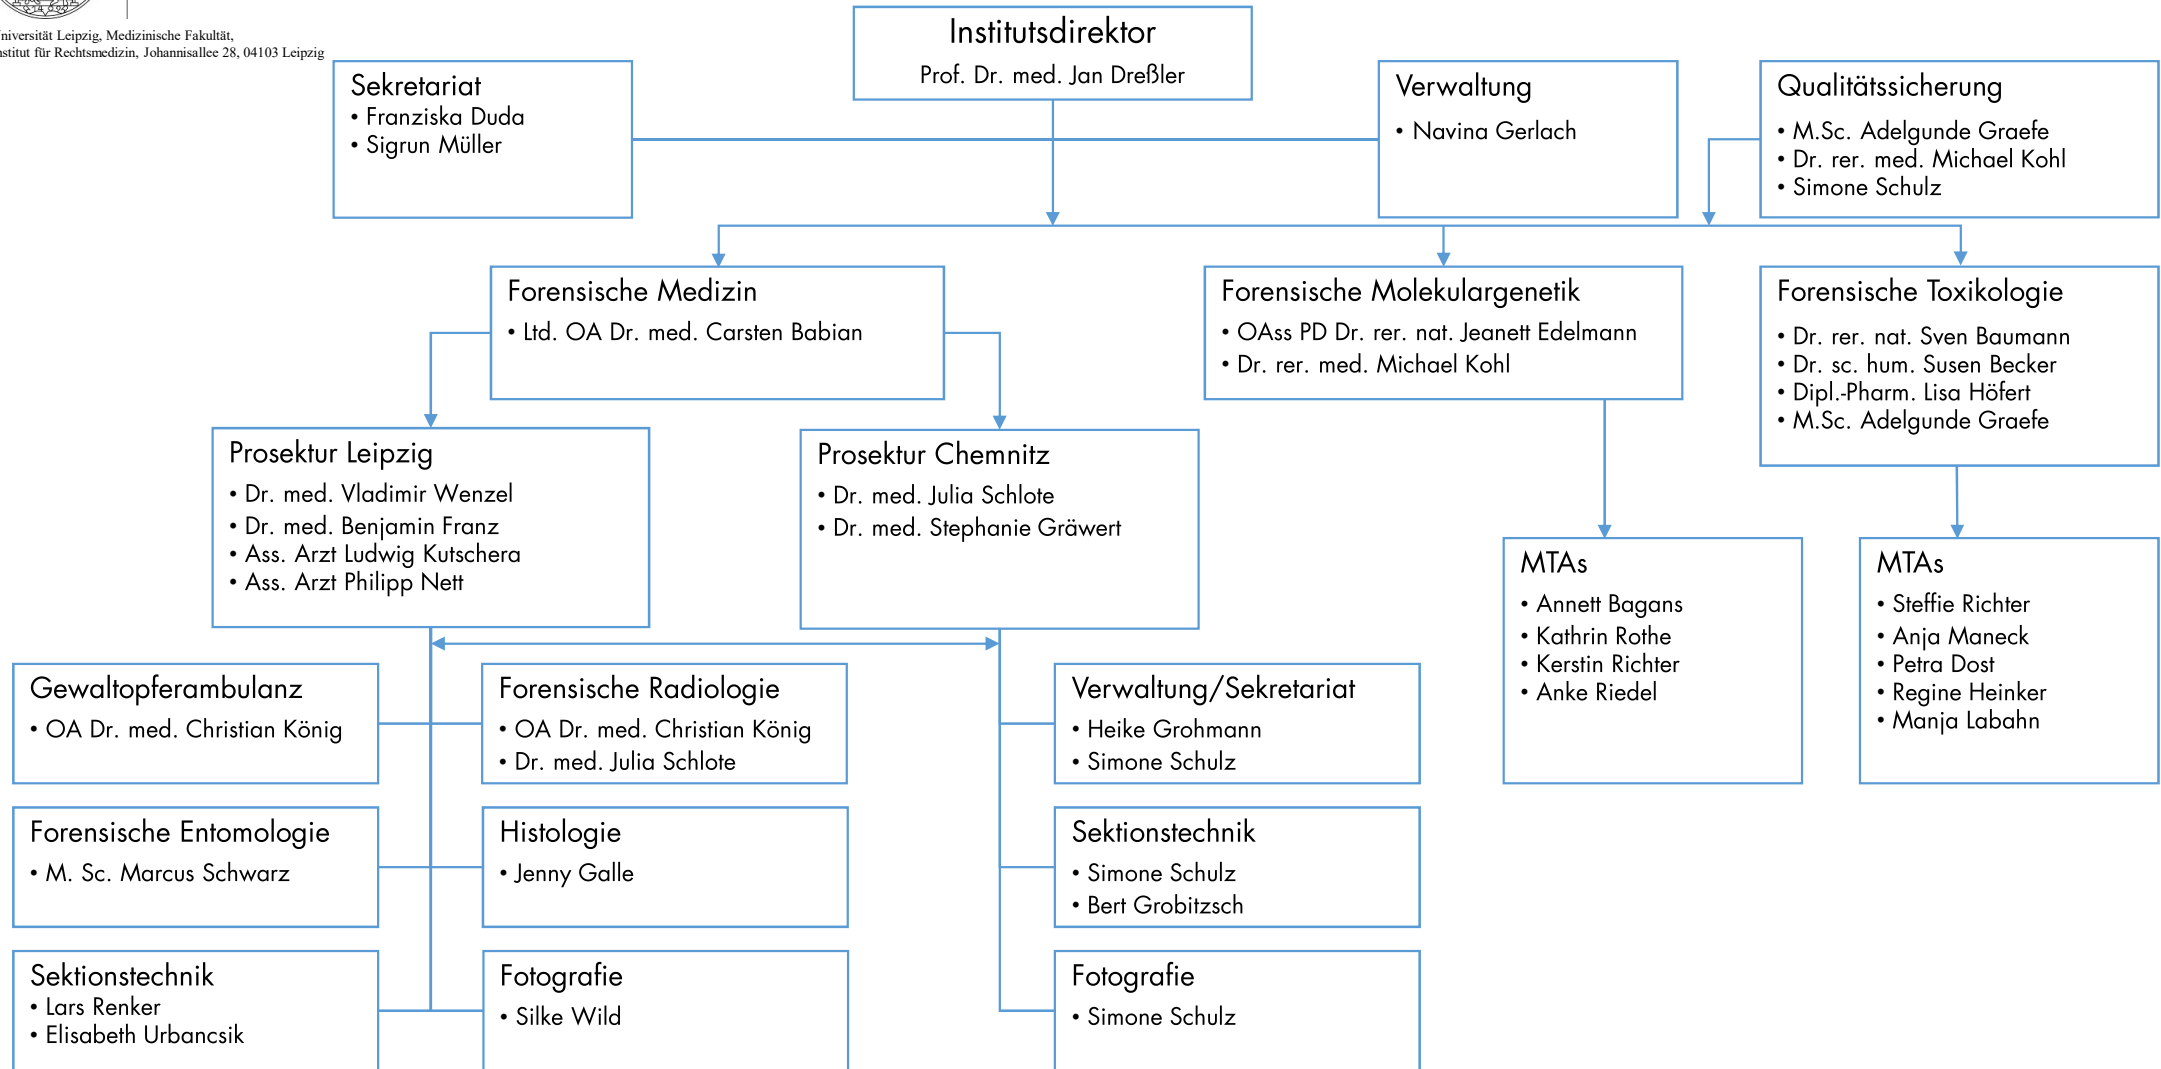 Universität Leipzig, Medizinische Fakultät,
Institut für Rechtsmedizin, Johannisallee 28, 04103 Leipzig
Institutsdirektor
Prof. Dr. med. Jan Dreßler
Sekretariat
• Franziska Duda
• Sigrun Müller
Verwaltung
• Navina Gerlach
Qualitätssicherung
• M.Sc. Adelgunde Graefe
• Dr. rer. med. Michael Kohl
• Simone Schulz
Forensische Medizin
• Ltd. OA Dr. med. Carsten Babian
Forensische Molekulargenetik
• OAss PD Dr. rer. nat. Jeanett Edelmann
• Dr. rer. med. Michael Kohl
Forensische Toxikologie
• Dr. rer. nat. Sven Baumann
• Dr. sc. hum. Susen Becker
• Dipl.-Pharm. Lisa Höfert
• M.Sc. Adelgunde Graefe
Prosektur Leipzig
• Dr. med. Vladimir Wenzel
• Dr. med. Benjamin Franz
• Ass. Arzt Ludwig Kutschera
• Ass. Arzt Philipp Nett
Prosektur Chemnitz
• Dr. med. Julia Schlote
• Dr. med. Stephanie Gräwert
MTAs
• Annett Bagans
• Kathrin Rothe
• Kerstin Richter
• Anke Riedel
MTAs
• Steffie Richter
• Anja Maneck
• Petra Dost
• Regine Heinker
• Manja Labahn
Gewaltopferambulanz
• OA Dr. med. Christian König
Forensische Radiologie
• OA Dr. med. Christian König
• Dr. med. Julia Schlote
Verwaltung/Sekretariat
• Heike Grohmann
• Simone Schulz
Forensische Entomologie
• M. Sc. Marcus Schwarz
Histologie
• Jenny Galle
Sektionstechnik
• Simone Schulz
• Bert Grobitzsch
Sektionstechnik
• Lars Renker
• Elisabeth Urbancsik
Fotografie
• Silke Wild
Fotografie
• Simone Schulz